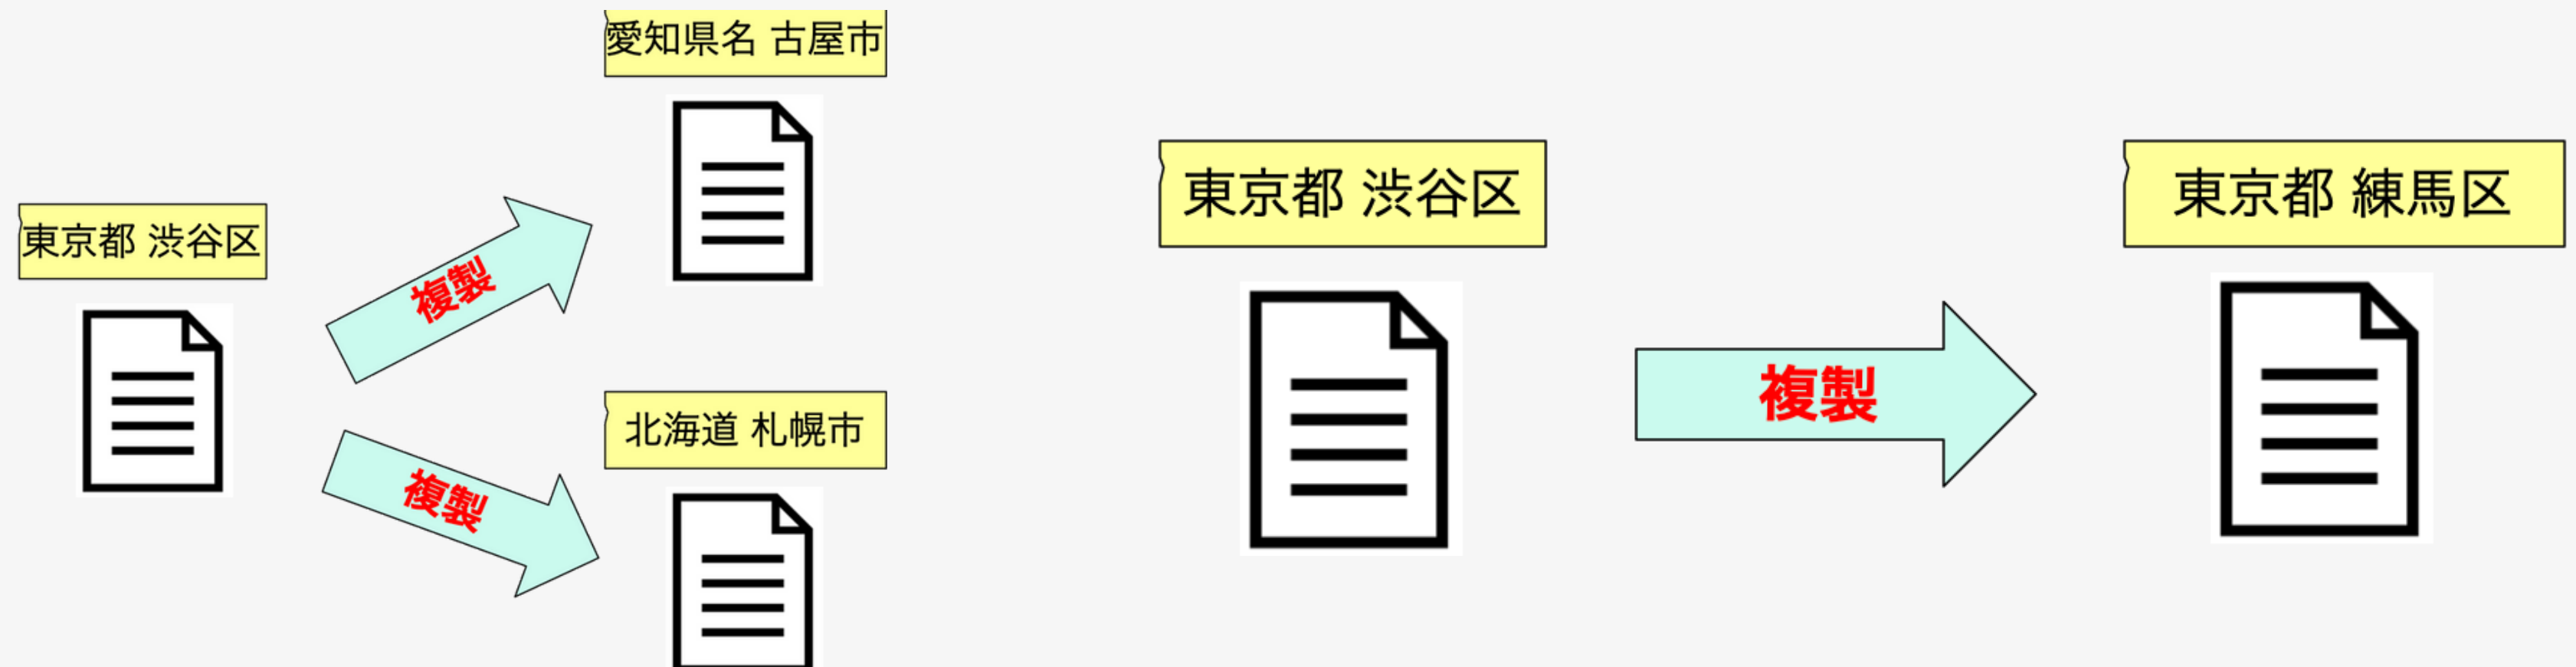 愛知県名 古屋市
東京都 渋谷区
複製
複製
北海道 札幌市
東京都 渋谷区
複製
東京都 練馬区